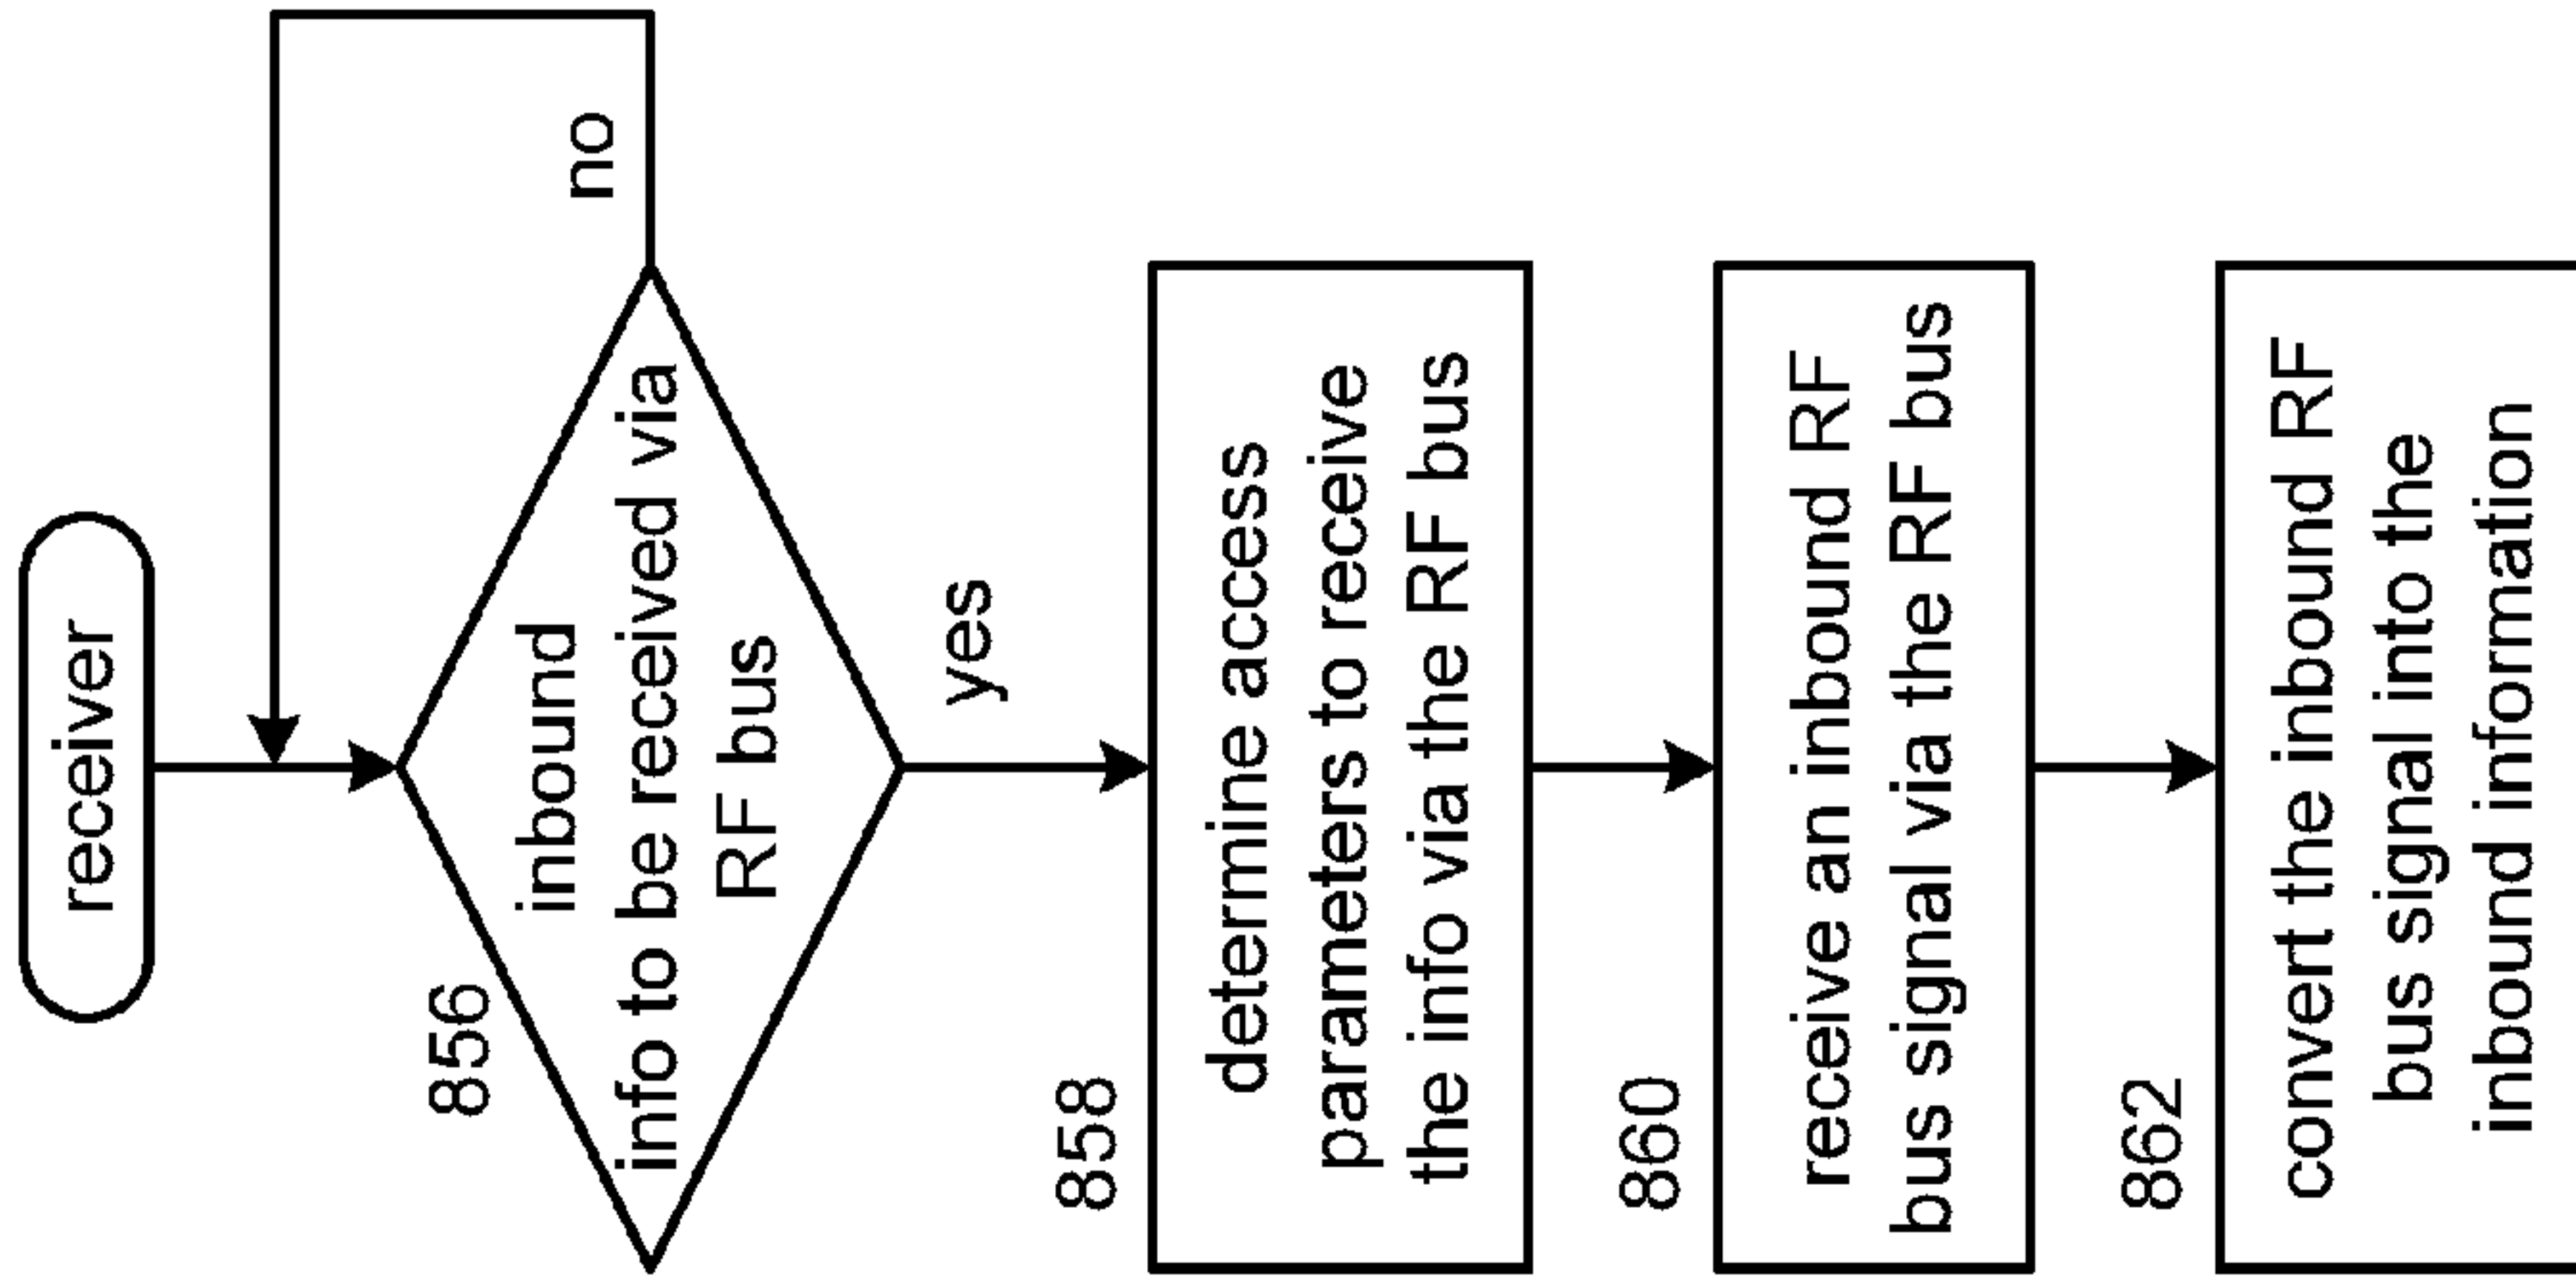 receiver
856
inbound
info to be received via
RF bus
no
yes
858
determine access
parameters to receive
the info via the RF bus
860
receive an inbound RF
bus signal via the RF bus
862
convert the inbound RF
bus signal into the
inbound information